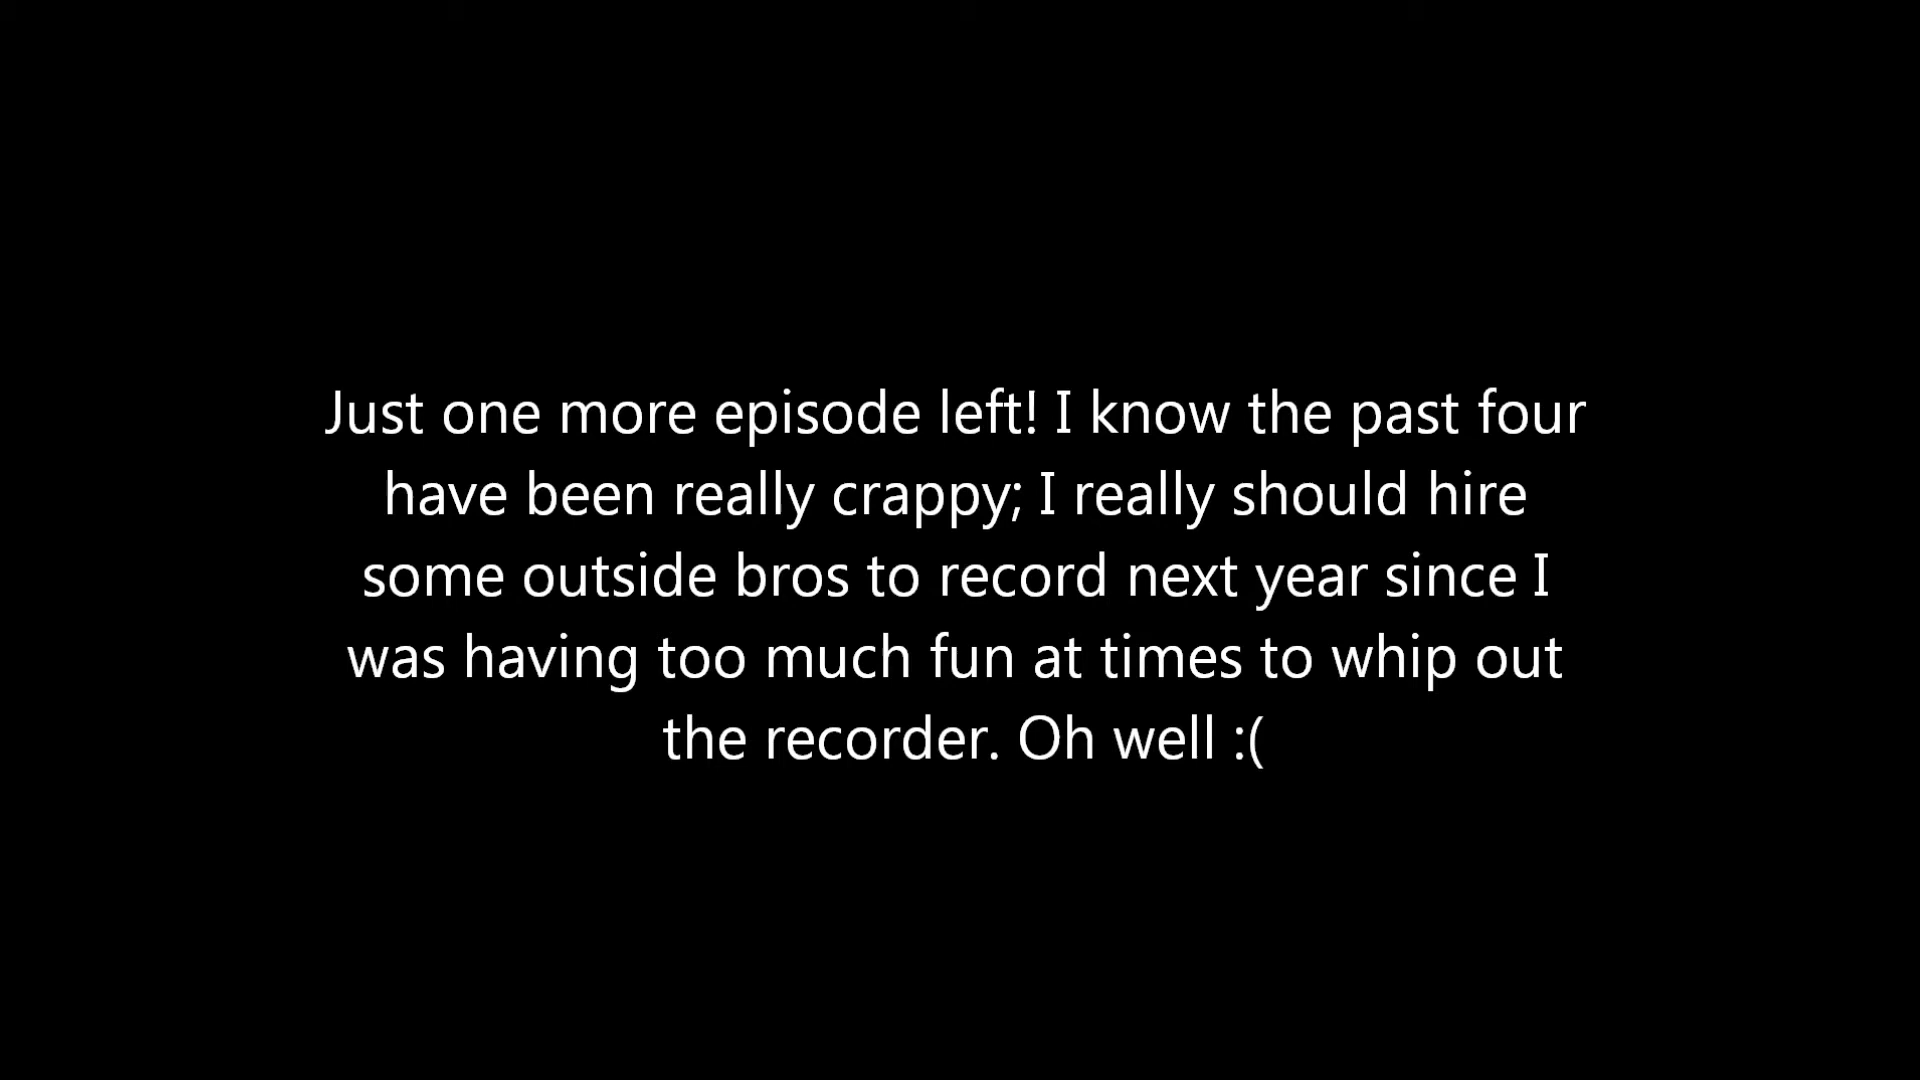 Just one more episode left! I know the past four
have been really crappy; I really should hire
some outside bros to record next year since I
was having too much fun at times to whip out
the recorder. Oh well :(